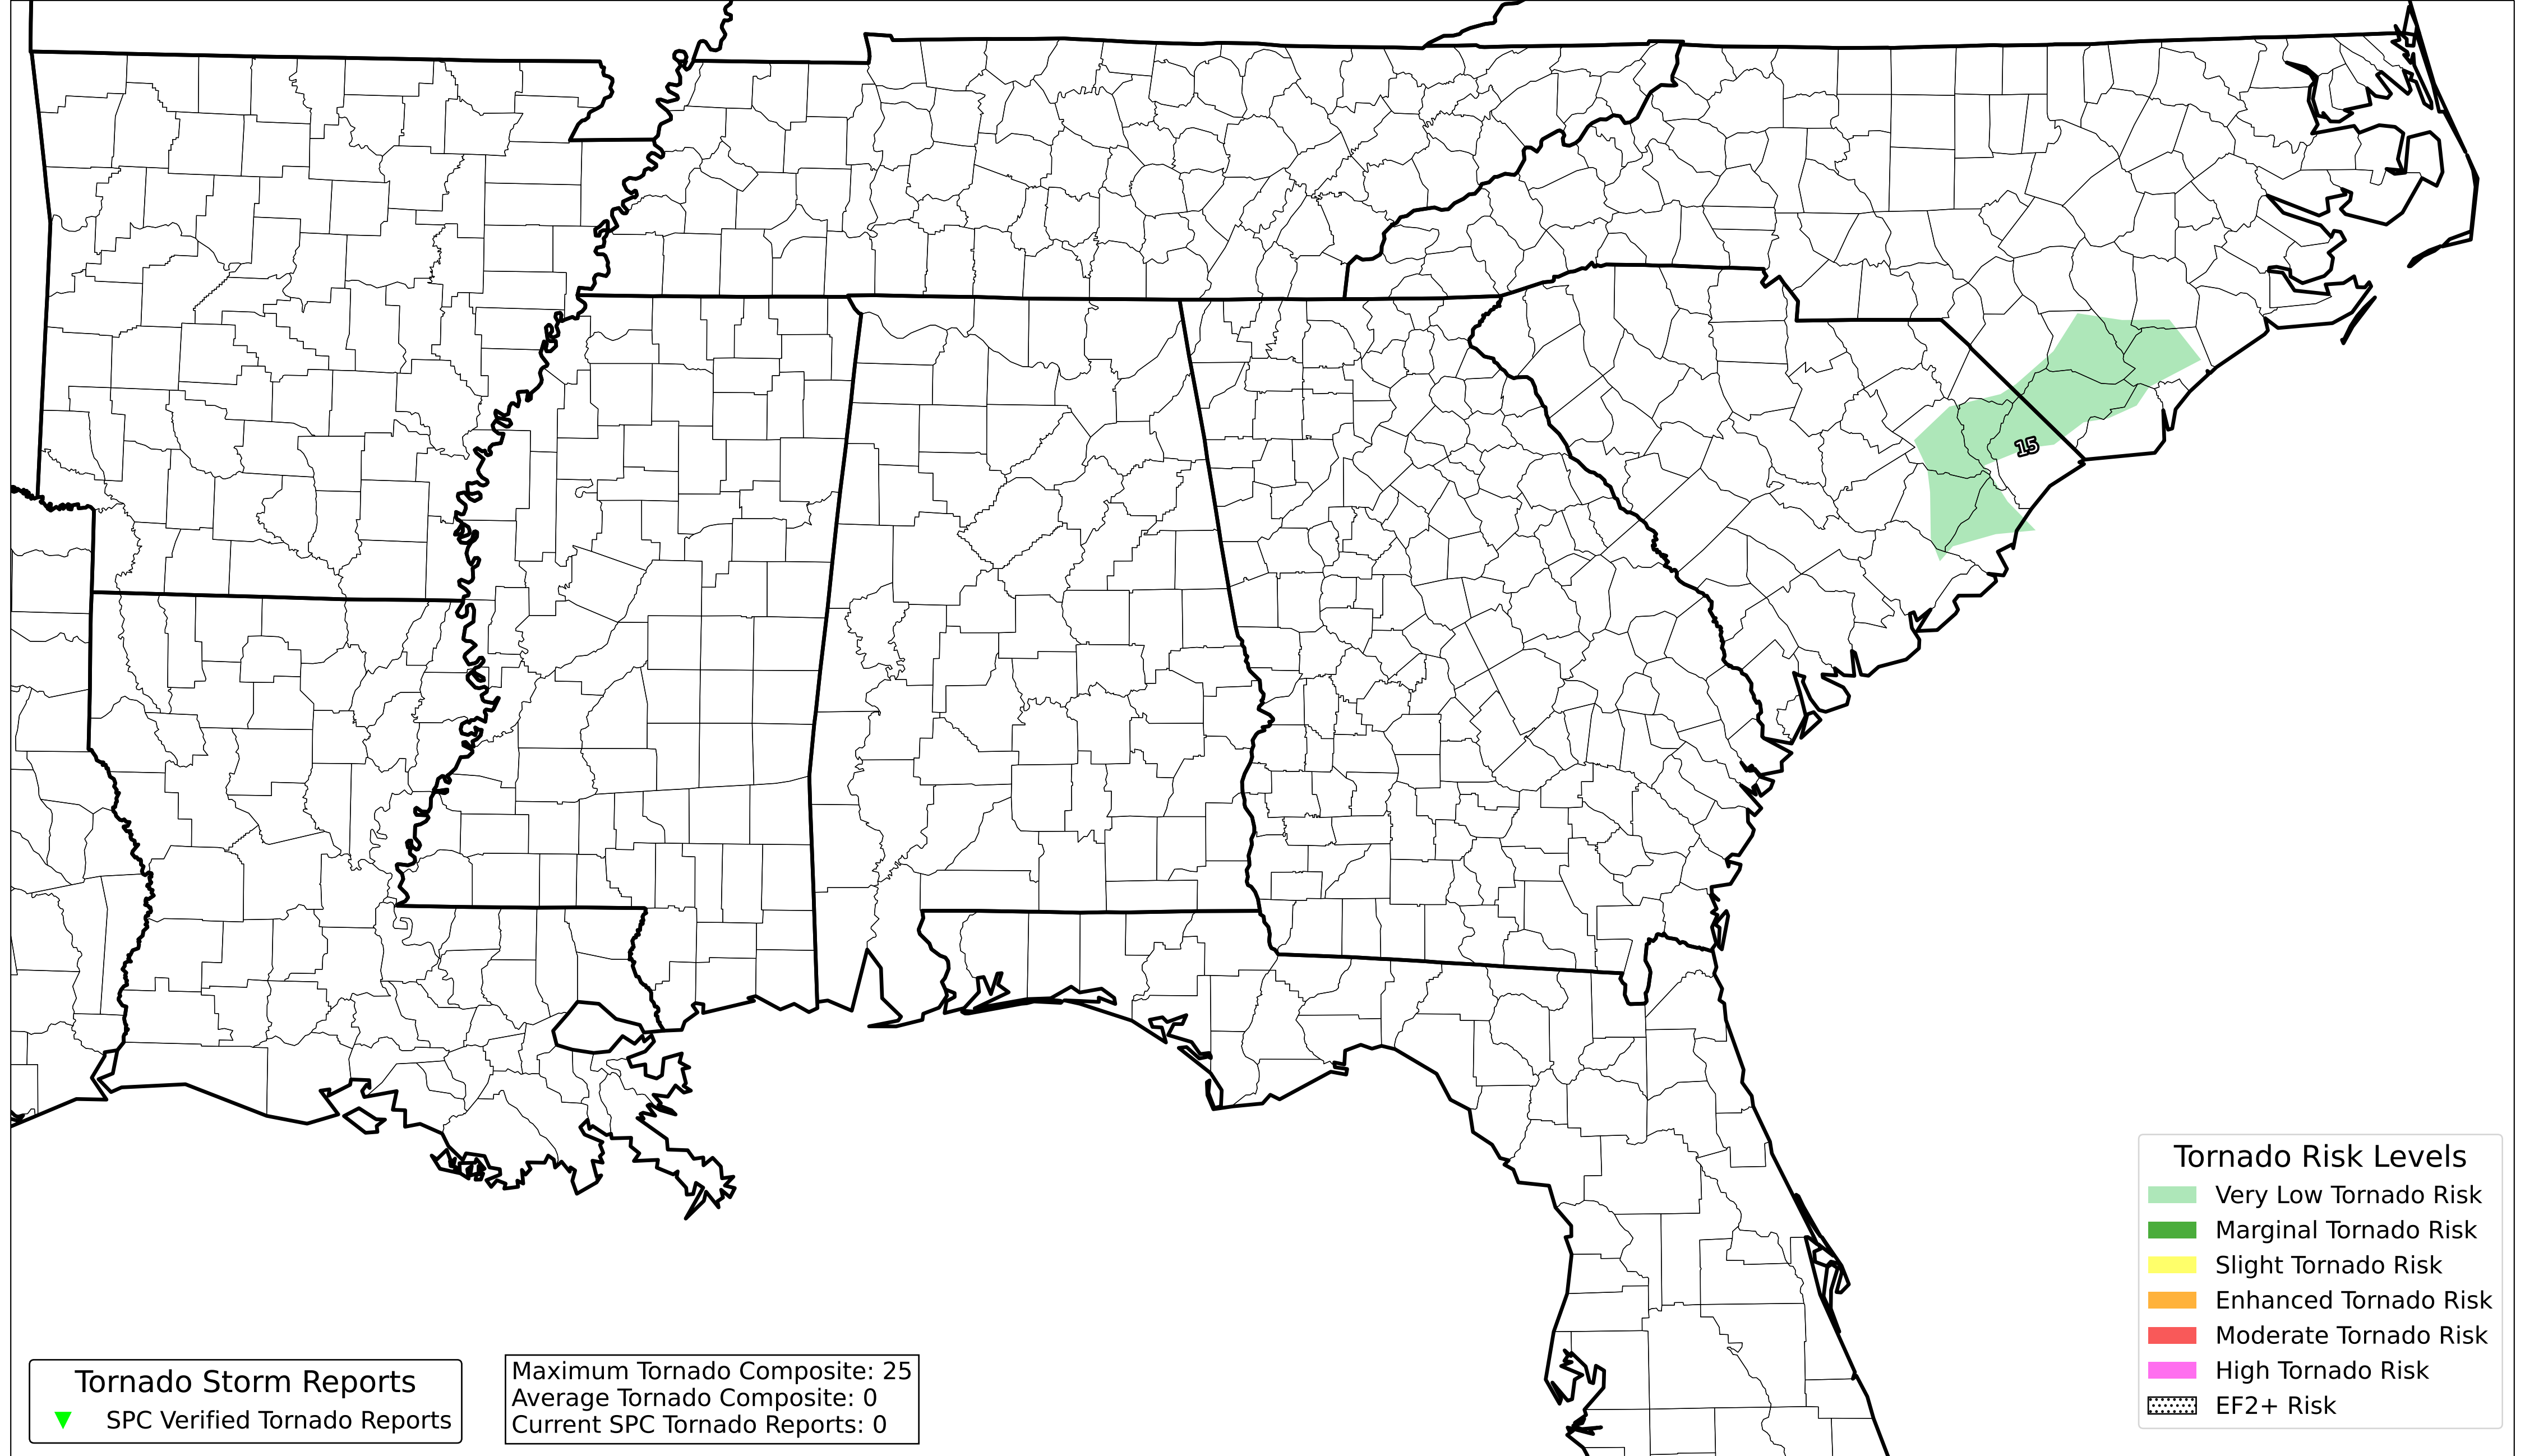 15
Tornado Risk Levels
Very Low Tornado Risk
Marginal Tornado Risk
Slight Tornado Risk
Enhanced Tornado Risk
Moderate Tornado Risk
High Tornado Risk
EF2+ Risk
Tornado Storm Reports
SPC Verified Tornado Reports
Maximum Tornado Composite: 25
Average Tornado Composite: 0
Current SPC Tornado Reports: 0